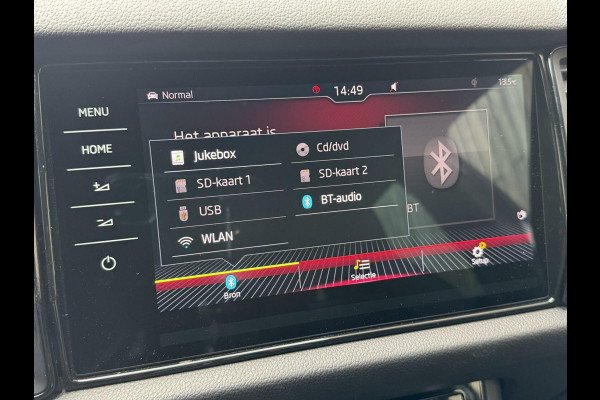 MENU
HOME
Normal
14:49
13.5°C
Het apparaat is
Jukebox
Cd/dvd
SD-kaart 1
SD-kaart 2
USB
BT-audio
WLAN
BT
Bron
Selectie
Setup